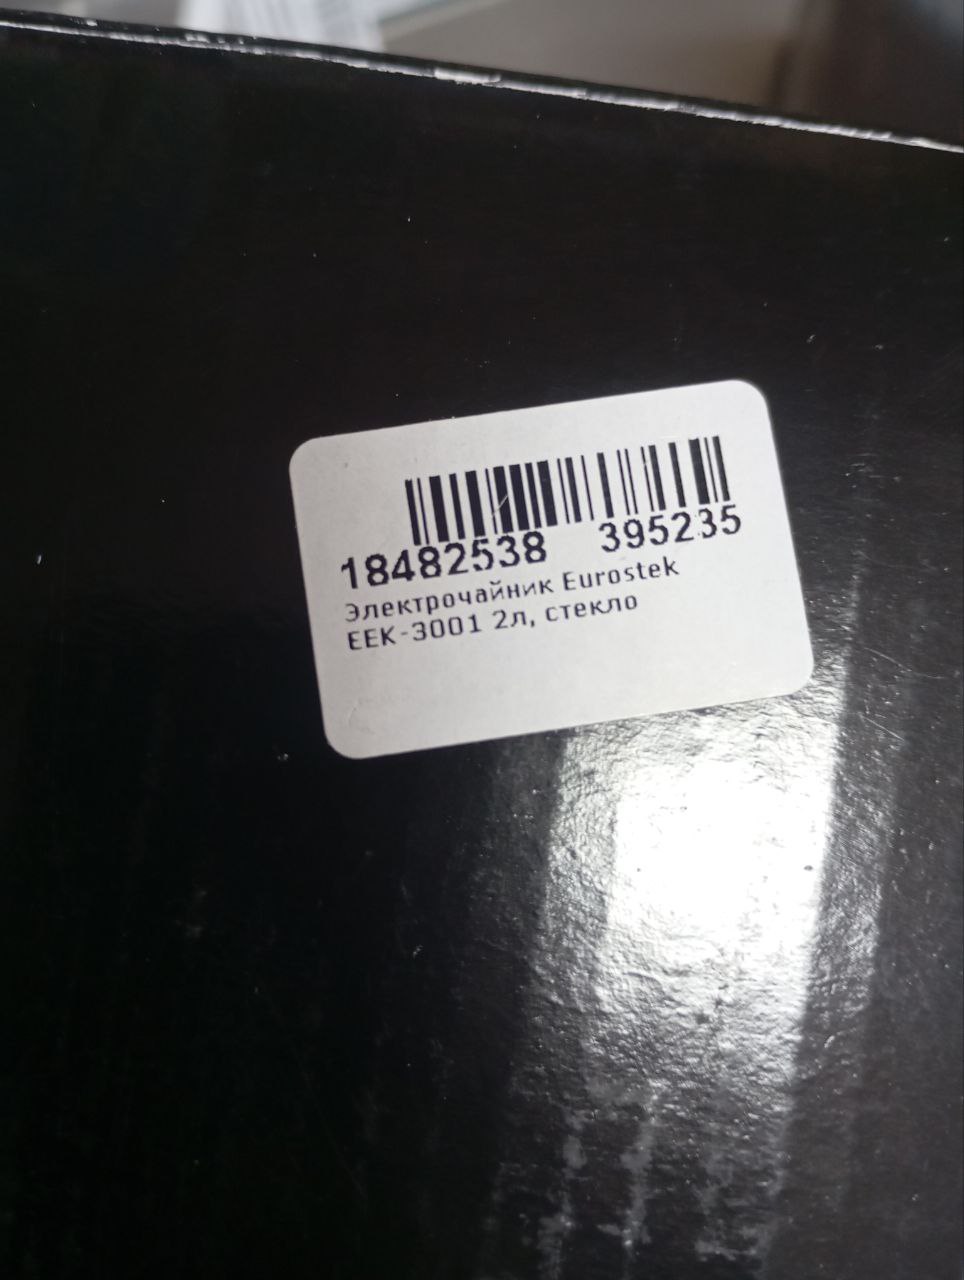 18482538 395235
Электрочайник Eurostek
EEK-3001 2л, стекло